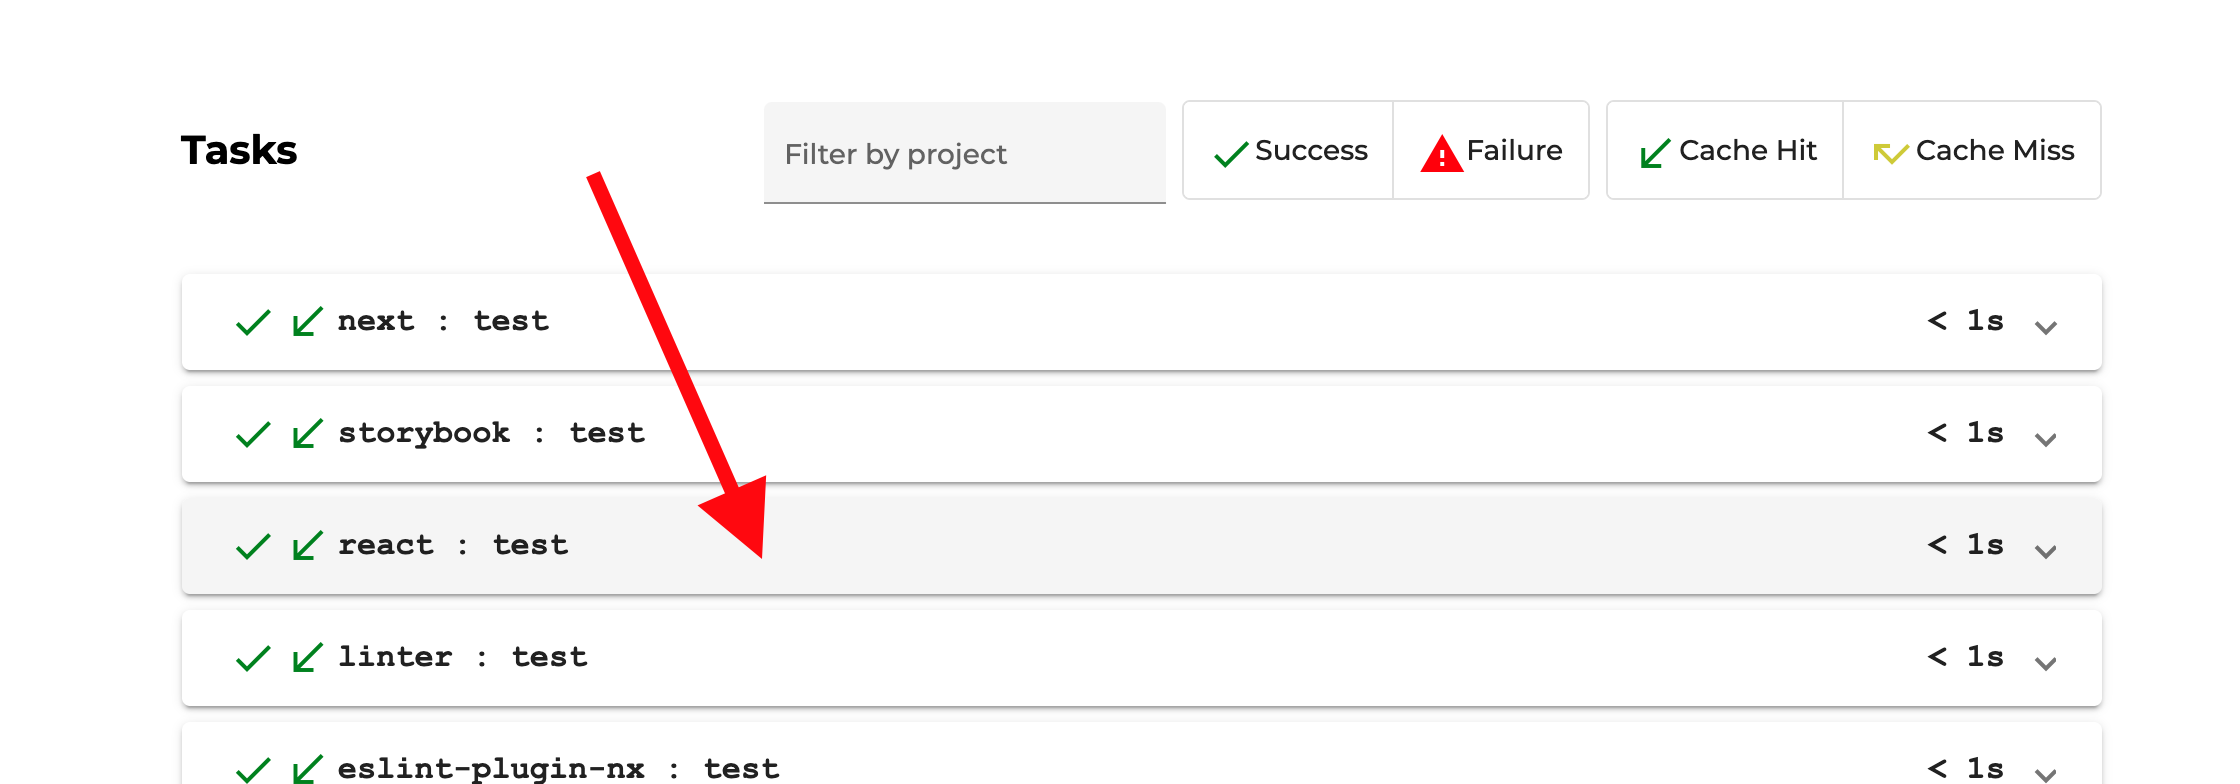 Tasks
Filter by project
Success
Failure
Cache Hit
Cache Miss
next : test < 1s
storybook : test < 1s
react : test < 1s
linter : test < 1s
eslint-plugin-nx : test < 1s